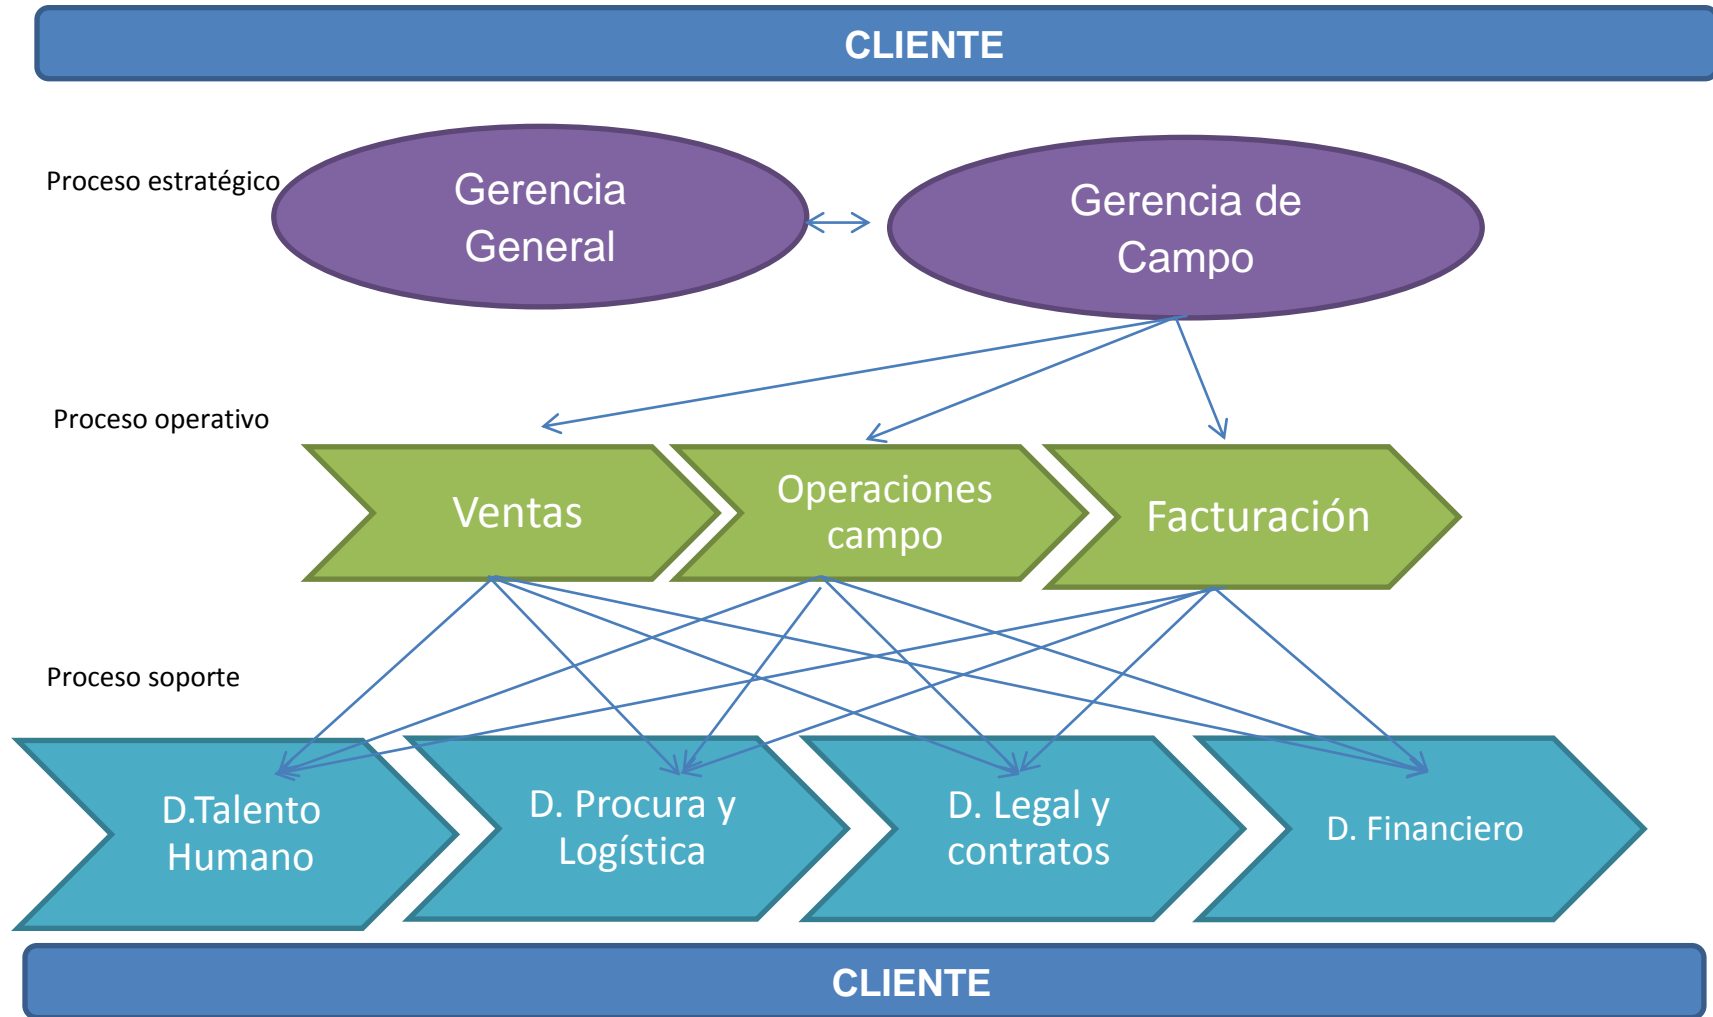 CLIENTE
Proceso estratégico
Gerencia
General
Gerencia de
Campo
Proceso operativo
Ventas
Operaciones
campo
Facturación
Proceso soporte
D.Talento
Humano
D. Procura y
Logística
D. Legal y
contratos
D. Financiero
CLIENTE